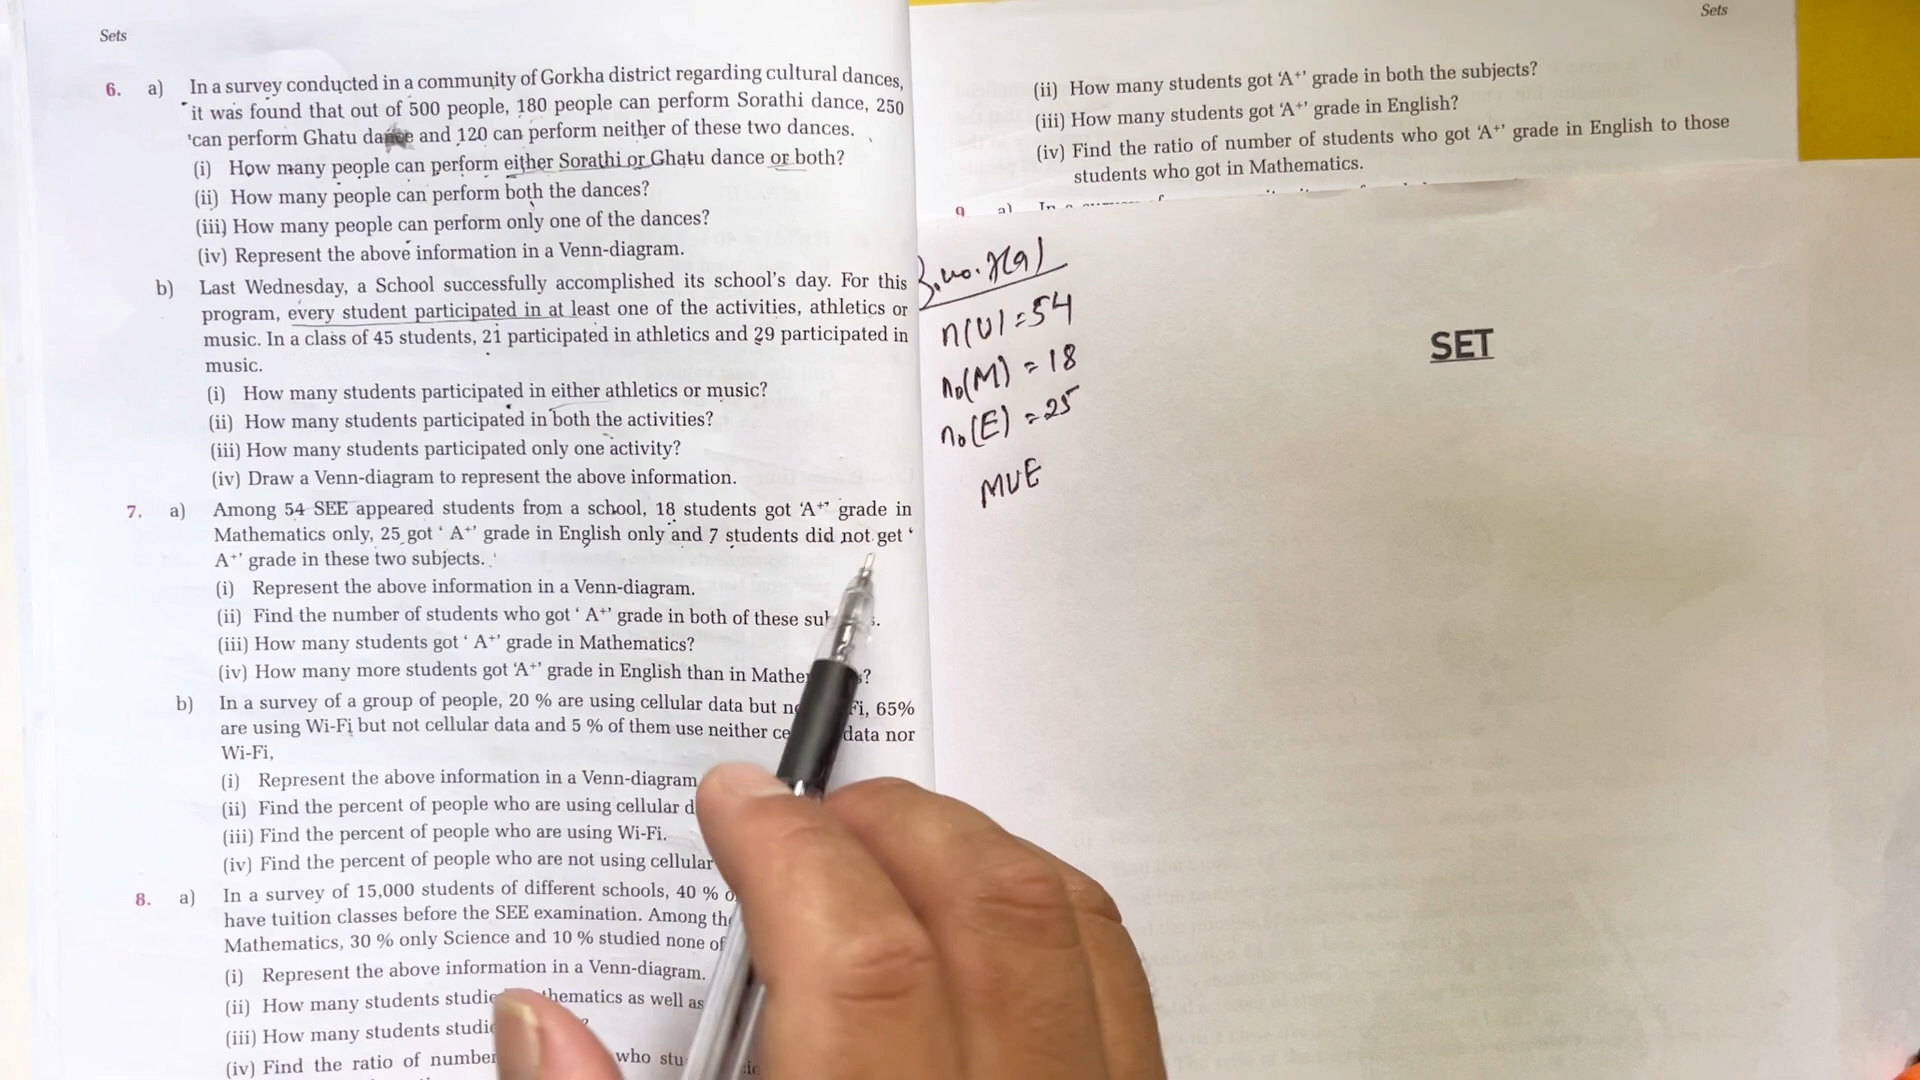 Sets
6. a) In a survey conducted in a community of Gorkha district regarding cultural dances,
it was found that out of 500 people, 180 people can perform Sorathi dance, 250
can perform Ghatu dance and 120 can perform neither of these two dances.
(i) How many people can perform either Sorathi or Ghatu dance or both?
(ii) How many people can perform both the dances?
(iii) How many people can perform only one of the dances?
(iv) Represent the above information in a Venn-diagram.
b) Last Wednesday, a School successfully accomplished its school's day. For this
program, every student participated in at least one of the activities, athletics or
music. In a class of 45 students, 21 participated in athletics and 29 participated in
music.
(i) How many students participated in either athletics or music?
(ii) How many students participated in both the activities?
(iii) How many students participated only one activity?
(iv) Draw a Venn-diagram to represent the above information.
7. a) Among 54 SEE appeared students from a school, 18 students got ‘A⁺’ grade in
Mathematics only, 25 got ‘ A⁺’ grade in English only and 7 students did not get ‘
A⁺’ grade in these two subjects.
(i) Represent the above information in a Venn-diagram.
(ii) Find the number of students who got ‘ A⁺’ grade in both of these
(iii) How many students got ‘ A⁺’ grade in Mathematics?
(iv) How many more students got ‘A⁺’ grade in English than in
b) In a survey of a group of people, 20 % are using cellular data but 65%
are using Wi-Fi but not cellular data and 5 % of them use neither data nor
Wi-Fi,
(i) Represent the above information in a Venn-diagram
(ii) Find the percent of people who are using cellular
(iii) Find the percent of people who are using Wi-Fi.
(iv) Find the percent of people who are not using cellular
8. a) In a survey of 15,000 students of different schools, 40 %
have tuition classes before the SEE examination. Among
Mathematics, 30 % only Science and 10 % studied none of
(i) Represent the above information in a Venn-diagram.
(ii) How many students as well as
(iii) How many students
(iv) Find the ratio of who
Sets
(ii) How many students got ‘A⁺’ grade in both the subjects?
(iii) How many students got ‘A⁺’ grade in English?
(iv) Find the ratio of number of students who got ‘A⁺’ grade in English to those
students who got in Mathematics.
9 a) In a
n(U) = 54
n₀(M) = 18
n₀(E) = 25
M∪E
SET